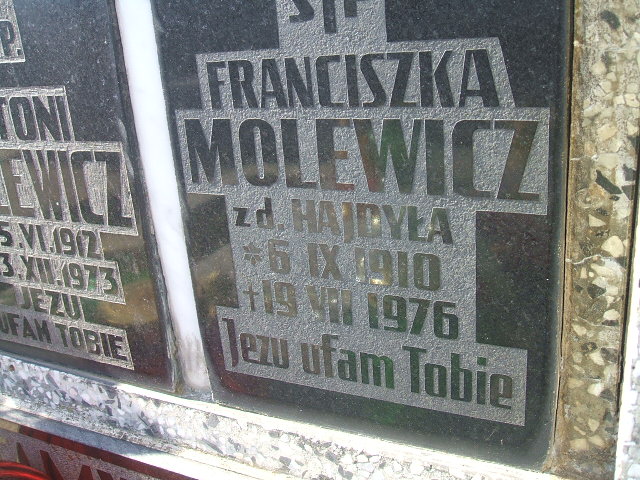 P.
TONI
EWICZ
5.VI.1912
3.XII.1973
JEZU
UFAM TOBIE
ŚP.
FRANCISZKA
MOLEWICZ
z d. HAJDYŁA
* 6 IX 1910
† 19 VII 1976
Jezu ufam Tobie